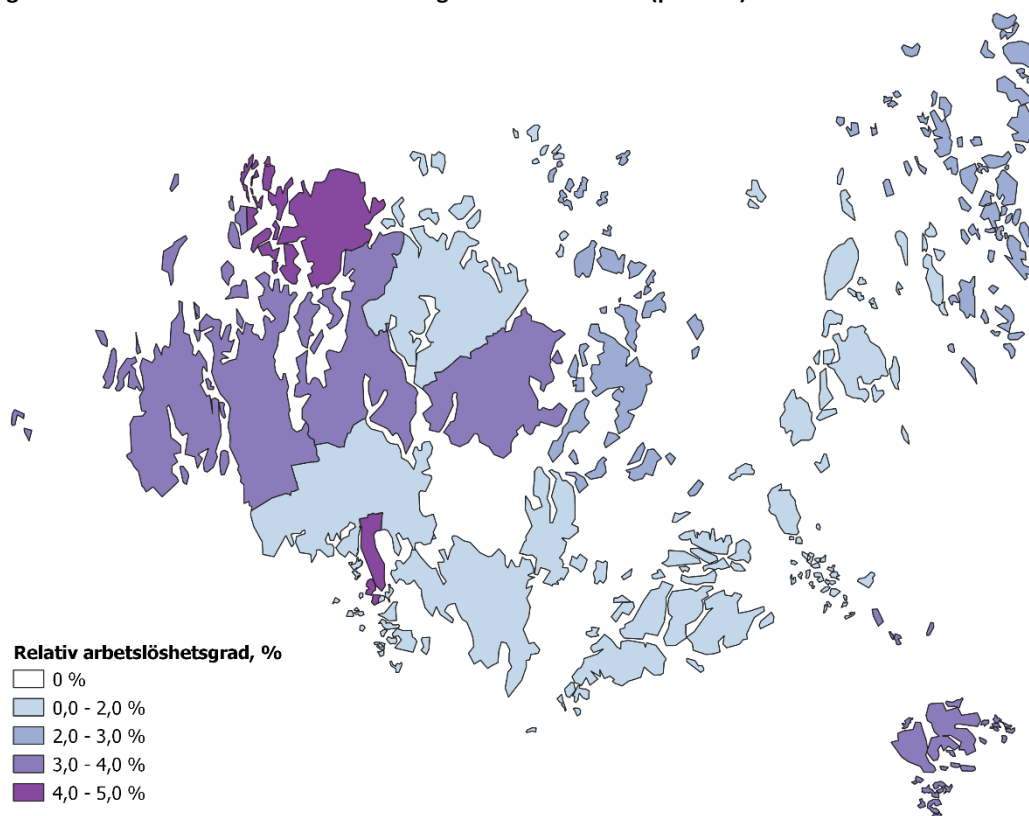 Relativ arbetslöshetsgrad, %
0 %
0,0 - 2,0 %
2,0 - 3,0 %
3,0 - 4,0 %
4,0 - 5,0 %